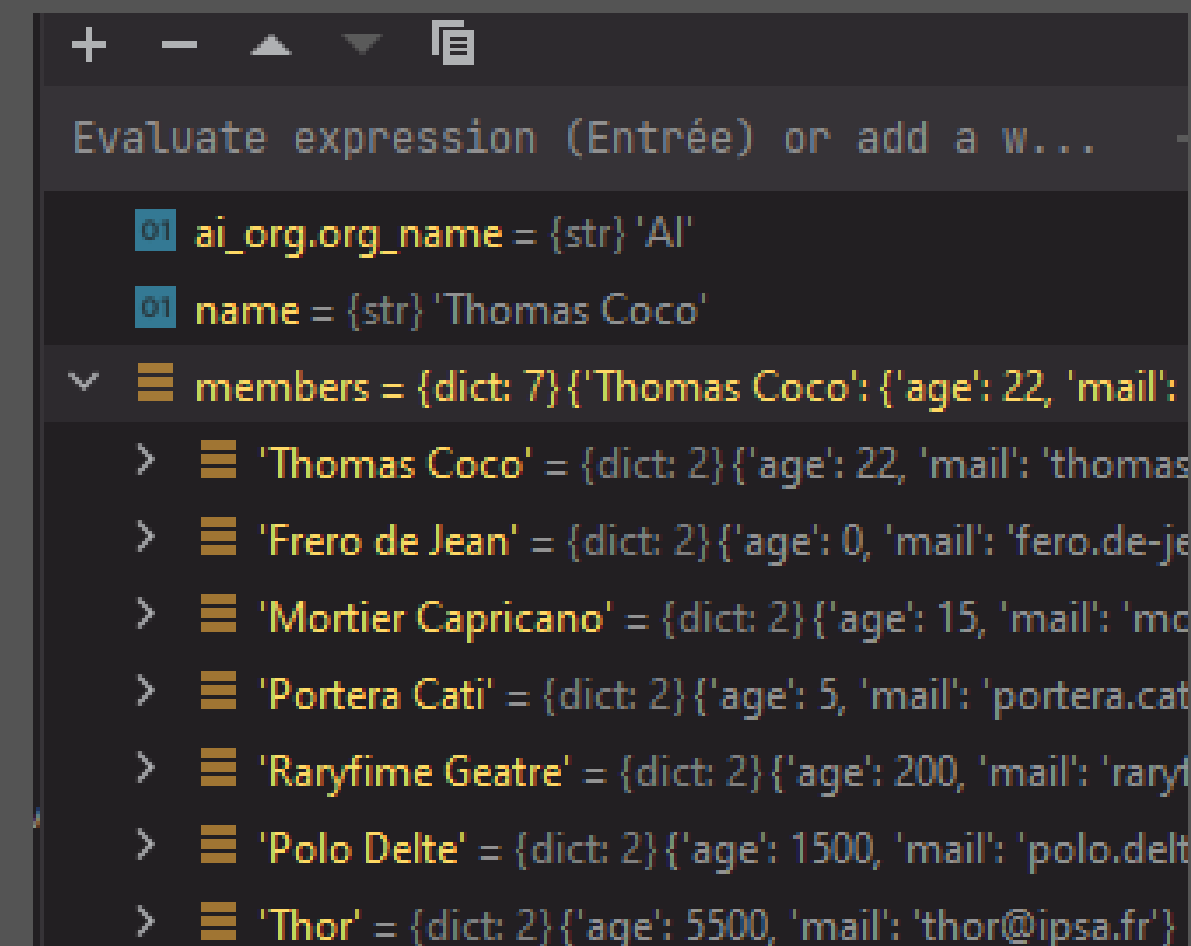 Evaluate expression (Entrée) or add a w...
01 ai_org.org_name = {str} 'AI'
01 name = {str} 'Thomas Coco'
members = {dict: 7} {'Thomas Coco': {'age': 22, 'mail':
'Thomas Coco' = {dict: 2} {'age': 22, 'mail': 'thomas
'Frero de Jean' = {dict: 2} {'age': 0, 'mail': 'fero.de-je
'Mortier Capricano' = {dict: 2} {'age': 15, 'mail': 'mo
'Portera Cati' = {dict: 2} {'age': 5, 'mail': 'portera.cat
'Raryfime Geatre' = {dict: 2} {'age': 200, 'mail': 'raryf
'Polo Delte' = {dict: 2} {'age': 1500, 'mail': 'polo.delt
'Thor' = {dict: 2} {'age': 5500, 'mail': 'thor@ipsa.fr'}